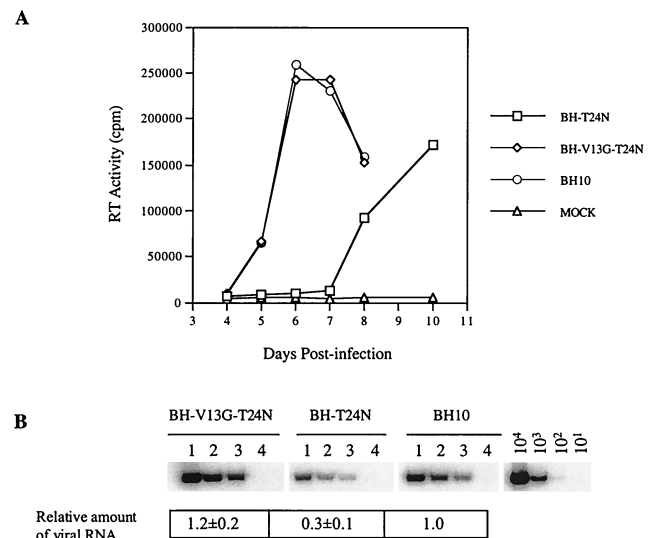 A
300000
250000
200000
150000
100000
50000
0
RT Activity (cpm)
3 4 5 6 7 8 9 10 11
Days Post-infection
BH-T24N
BH-V13G-T24N
BH10
MOCK
B
BH-V13G-T24N BH-T24N BH10
1 2 3 4 1 2 3 4 1 2 3 4 10⁴ 10³ 10² 10¹
Relative amount
of viral RNA
1.2±0.2 0.3±0.1 1.0